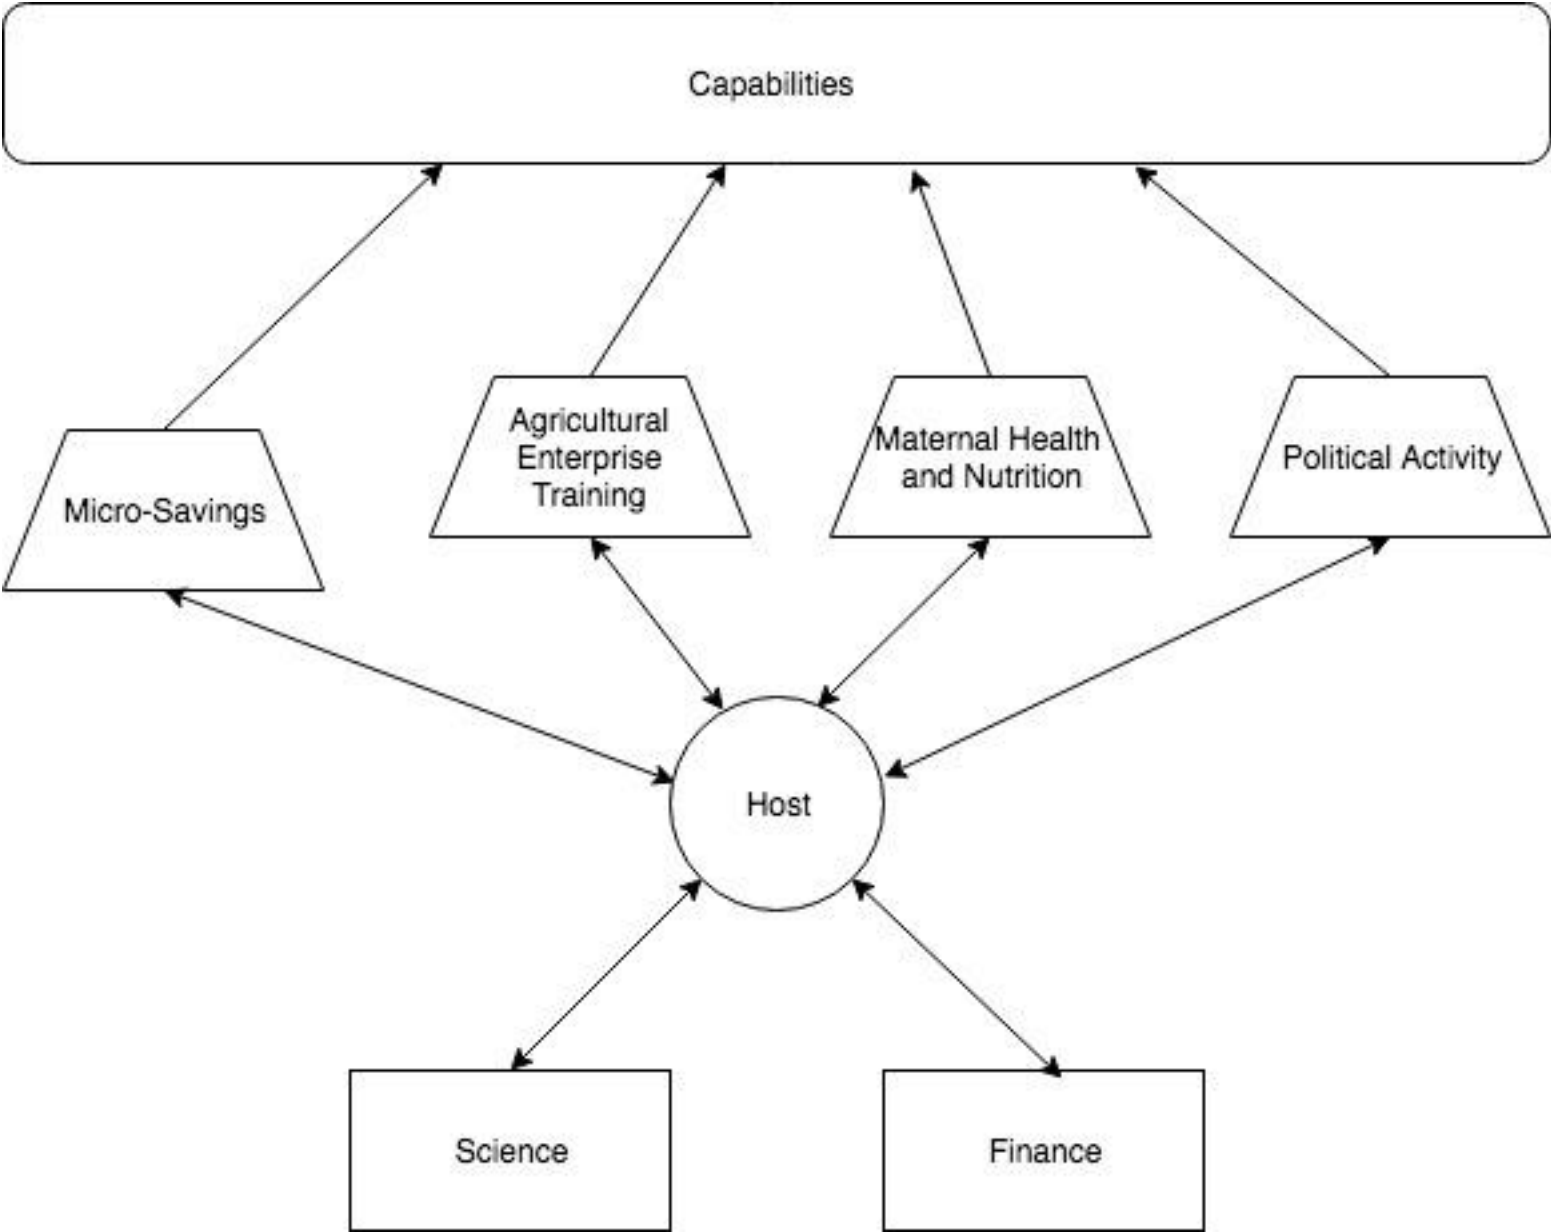 Capabilities
Agricultural
Enterprise
Training
Maternal Health
and Nutrition
Political Activity
Micro-Savings
Host
Science
Finance